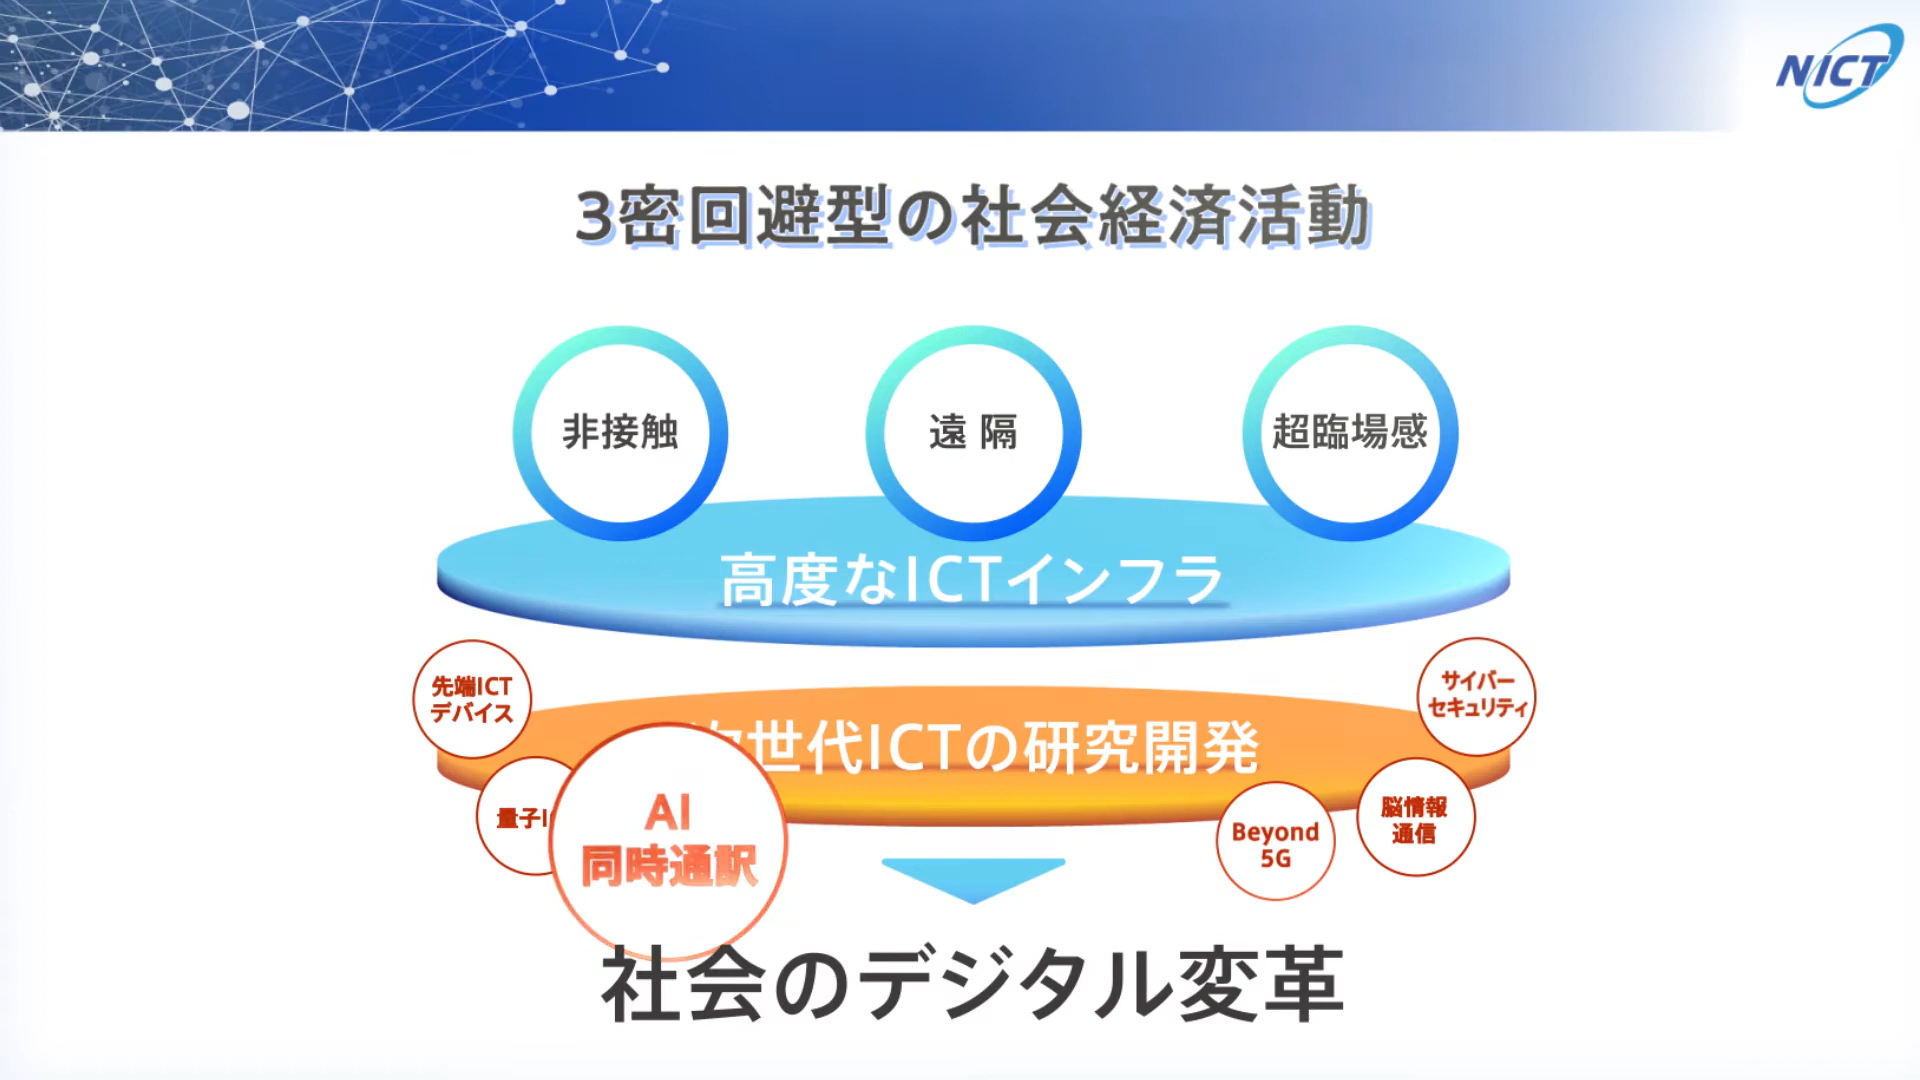 NICT
3密回避型の社会経済活動
非接触
遠隔
超臨場感
高度なICTインフラ
先端ICT
デバイス
サイバー
セキュリティ
世代ICTの研究開発
量子
AI
同時通訳
Beyond
5G
脳情報
通信
社会のデジタル変革